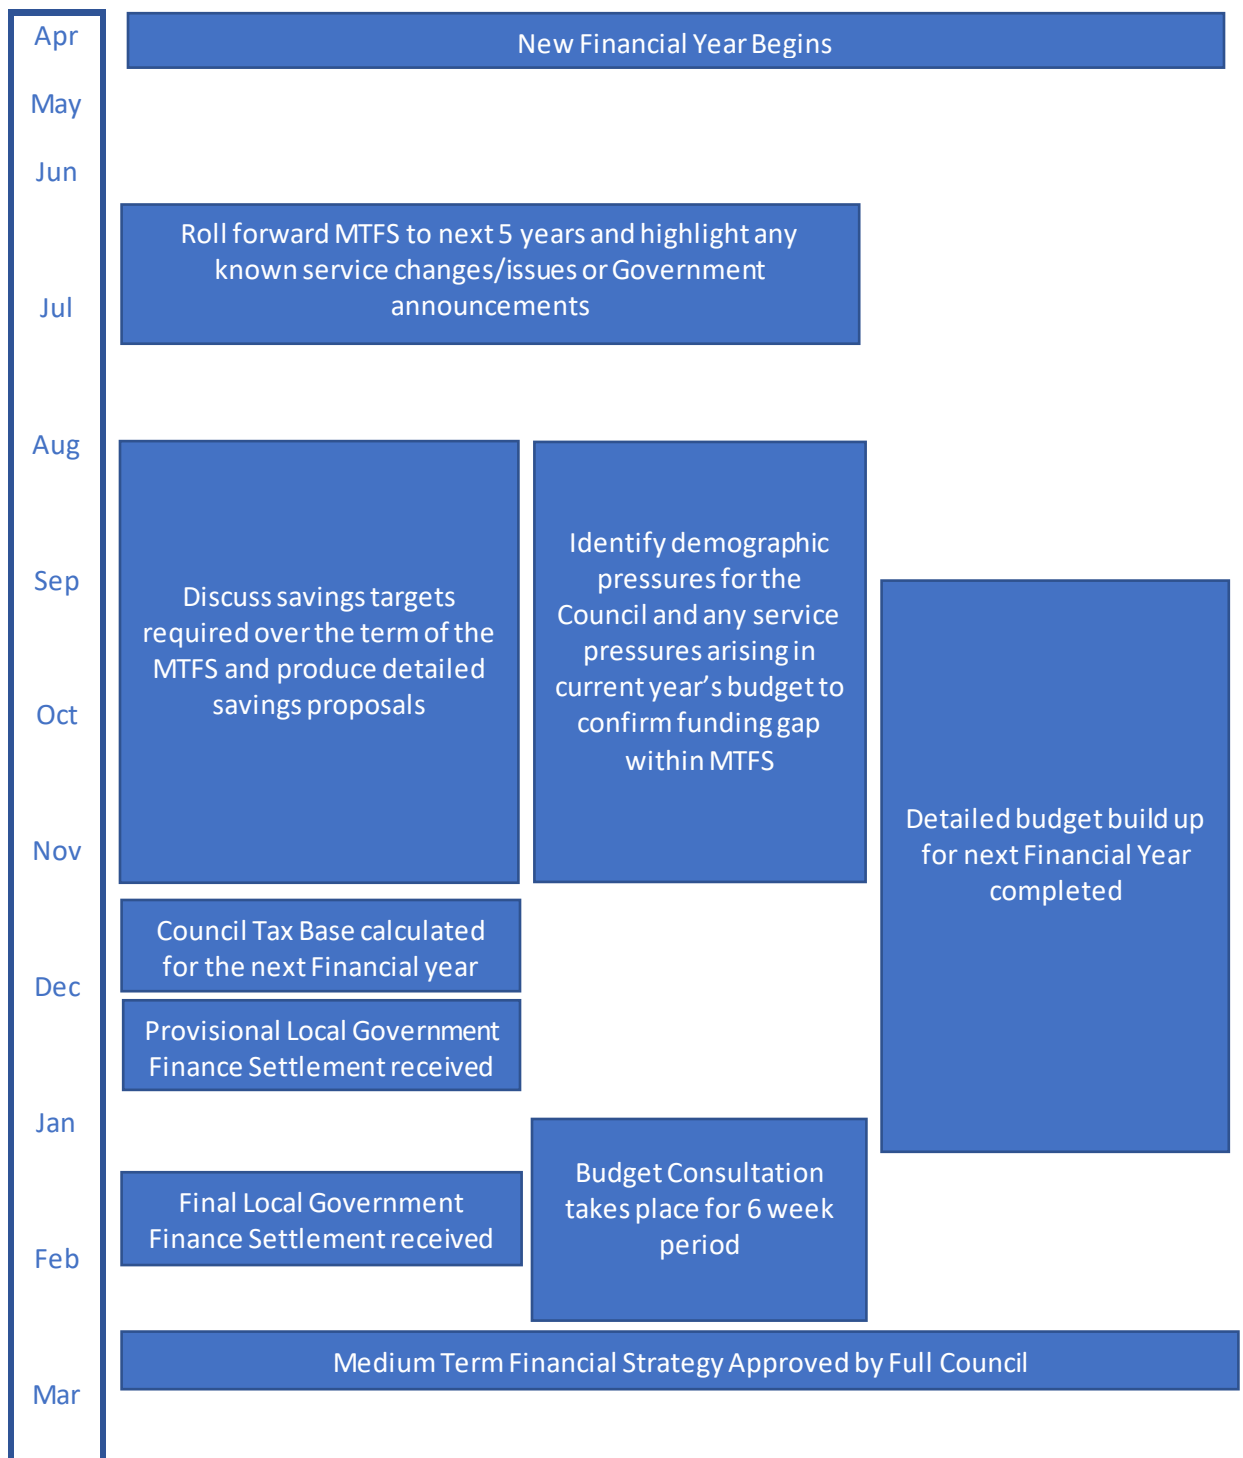 Apr
New Financial Year Begins
May
Jun
Roll forward MTFS to next 5 years and highlight any
known service changes/issues or Government
announcements
Jul
Aug
Sep
Oct
Nov
Discuss savings targets
required over the term of the
MTFS and produce detailed
savings proposals
Identify demographic
pressures for the
Council and any service
pressures arising in
current year’s budget to
confirm funding gap
within MTFS
Detailed budget build up
for next Financial Year
completed
Council Tax Base calculated
for the next Financial year
Dec
Provisional Local Government
Finance Settlement received
Jan
Final Local Government
Finance Settlement received
Budget Consultation
takes place for 6 week
period
Feb
Medium Term Financial Strategy Approved by Full Council
Mar